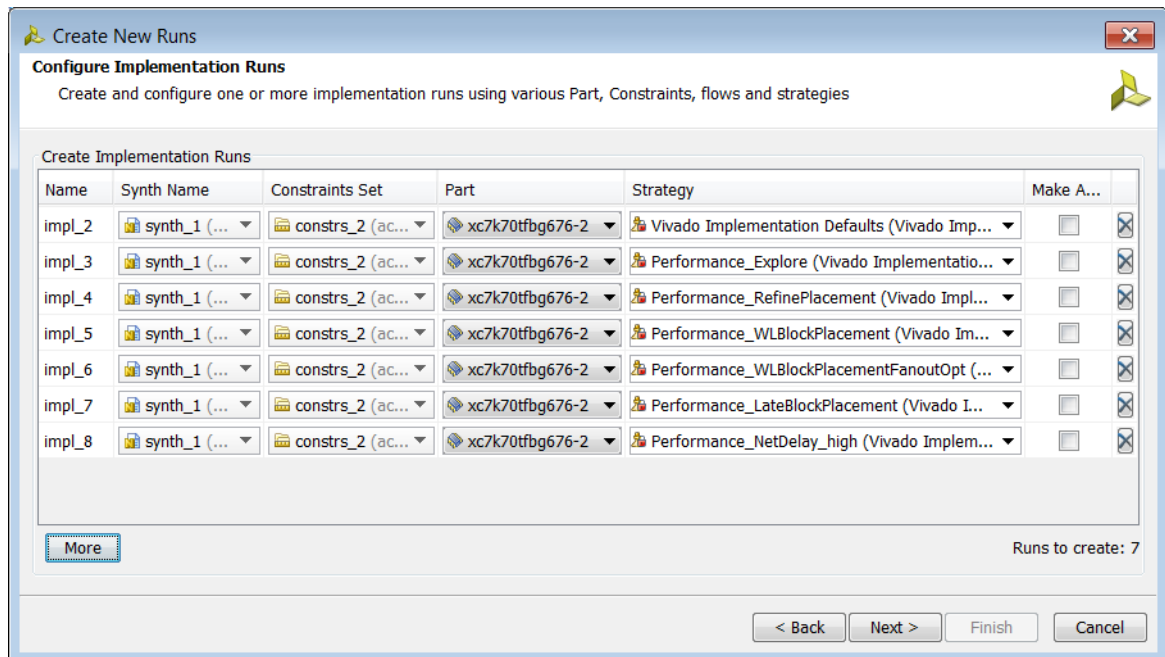 Create New Runs
Configure Implementation Runs
Create and configure one or more implementation runs using various Part, Constraints, flows and strategies
Create Implementation Runs
Name Synth Name Constraints Set Part Strategy Make A...
impl_2 synth_1 (... constrs_2 (ac... xc7k70tfbg676-2 Vivado Implementation Defaults (Vivado Imp...
impl_3 synth_1 (... constrs_2 (ac... xc7k70tfbg676-2 Performance_Explore (Vivado Implementatio...
impl_4 synth_1 (... constrs_2 (ac... xc7k70tfbg676-2 Performance_RefinePlacement (Vivado Impl...
impl_5 synth_1 (... constrs_2 (ac... xc7k70tfbg676-2 Performance_WLBlockPlacement (Vivado Im...
impl_6 synth_1 (... constrs_2 (ac... xc7k70tfbg676-2 Performance_WLBlockPlacementFanoutOpt (...
impl_7 synth_1 (... constrs_2 (ac... xc7k70tfbg676-2 Performance_LateBlockPlacement (Vivado I...
impl_8 synth_1 (... constrs_2 (ac... xc7k70tfbg676-2 Performance_NetDelay_high (Vivado Implem...
More Runs to create: 7
< Back Next > Finish Cancel